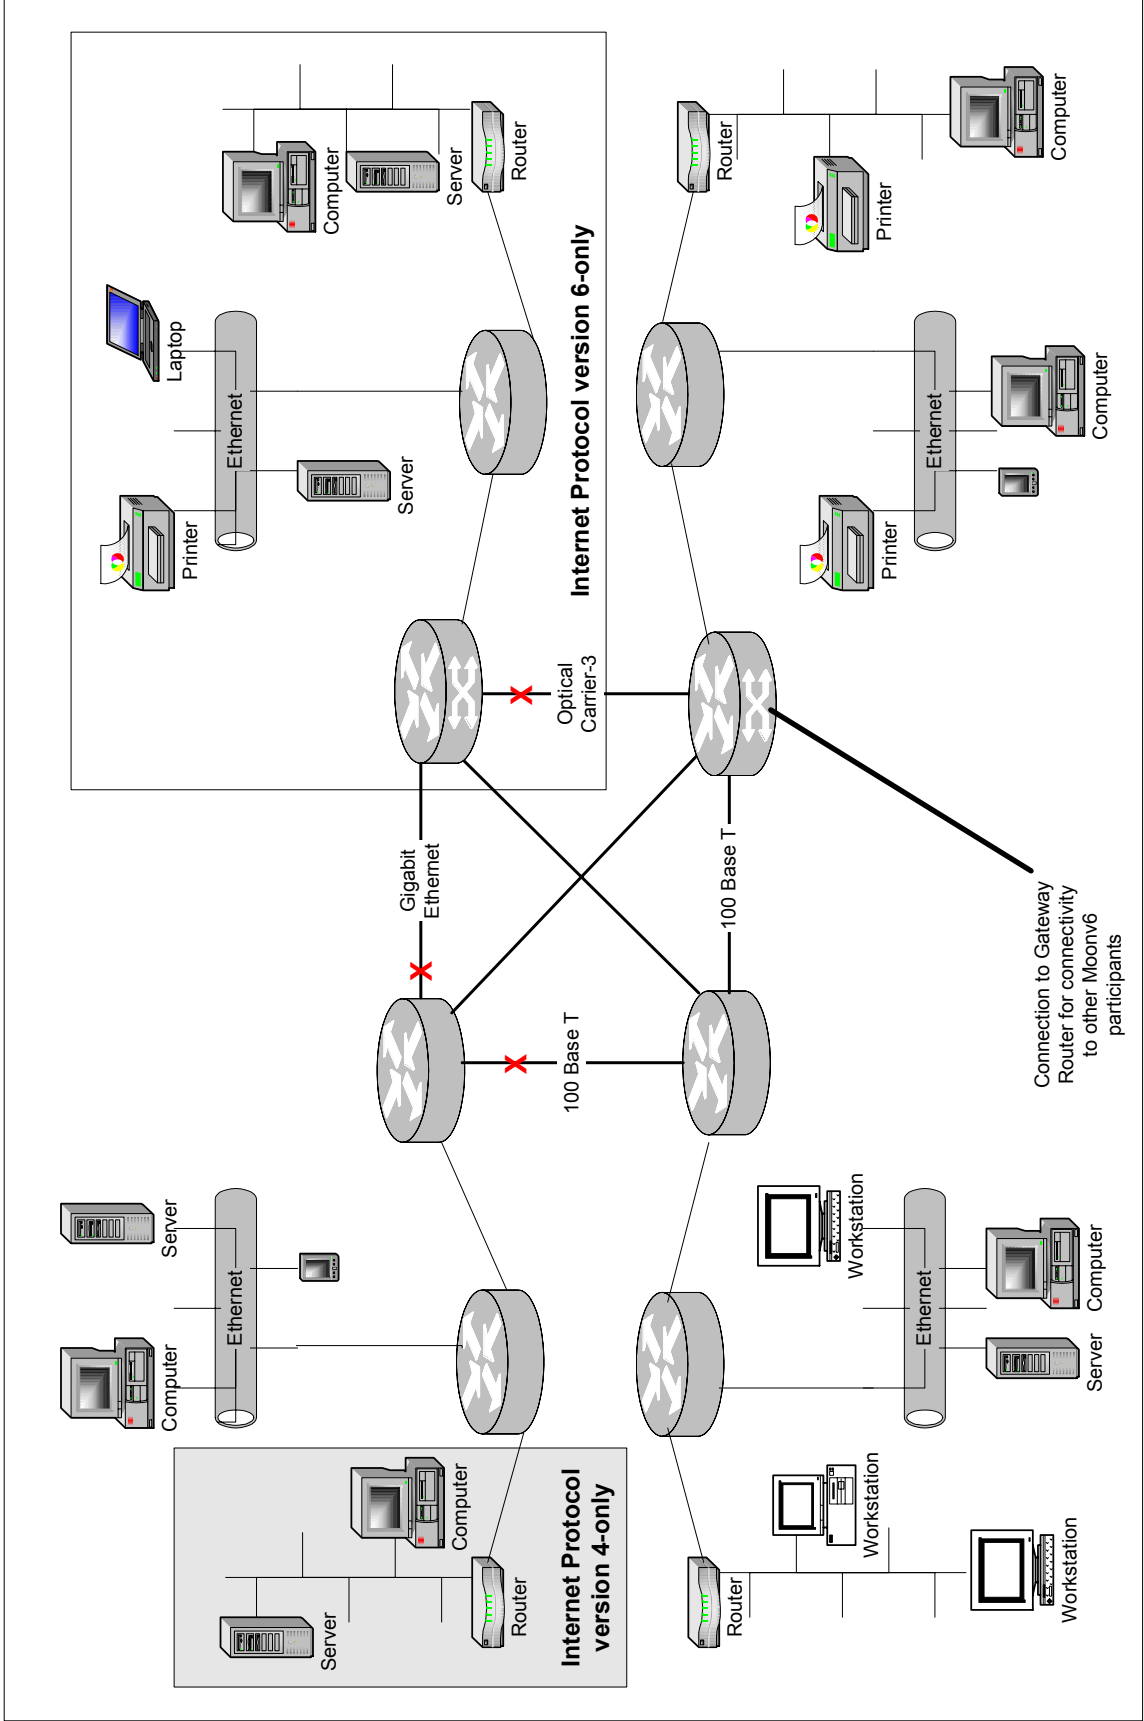 Computer
Server
Printer
Laptop
Ethernet
Ethernet
Server
Computer
Server
Gigabit
Ethernet
Computer
Server
Router
Router
Internet Protocol
version 4-only
100 Base T
Optical
Carrier-3
Internet Protocol version 6-only
Router
100 Base T
Router
Workstation
Workstation
Printer
Printer
Ethernet
Ethernet
Workstation
Server
Computer
Connection to Gateway
Router for connectivity
to other Moonv6
participants
Computer
Computer